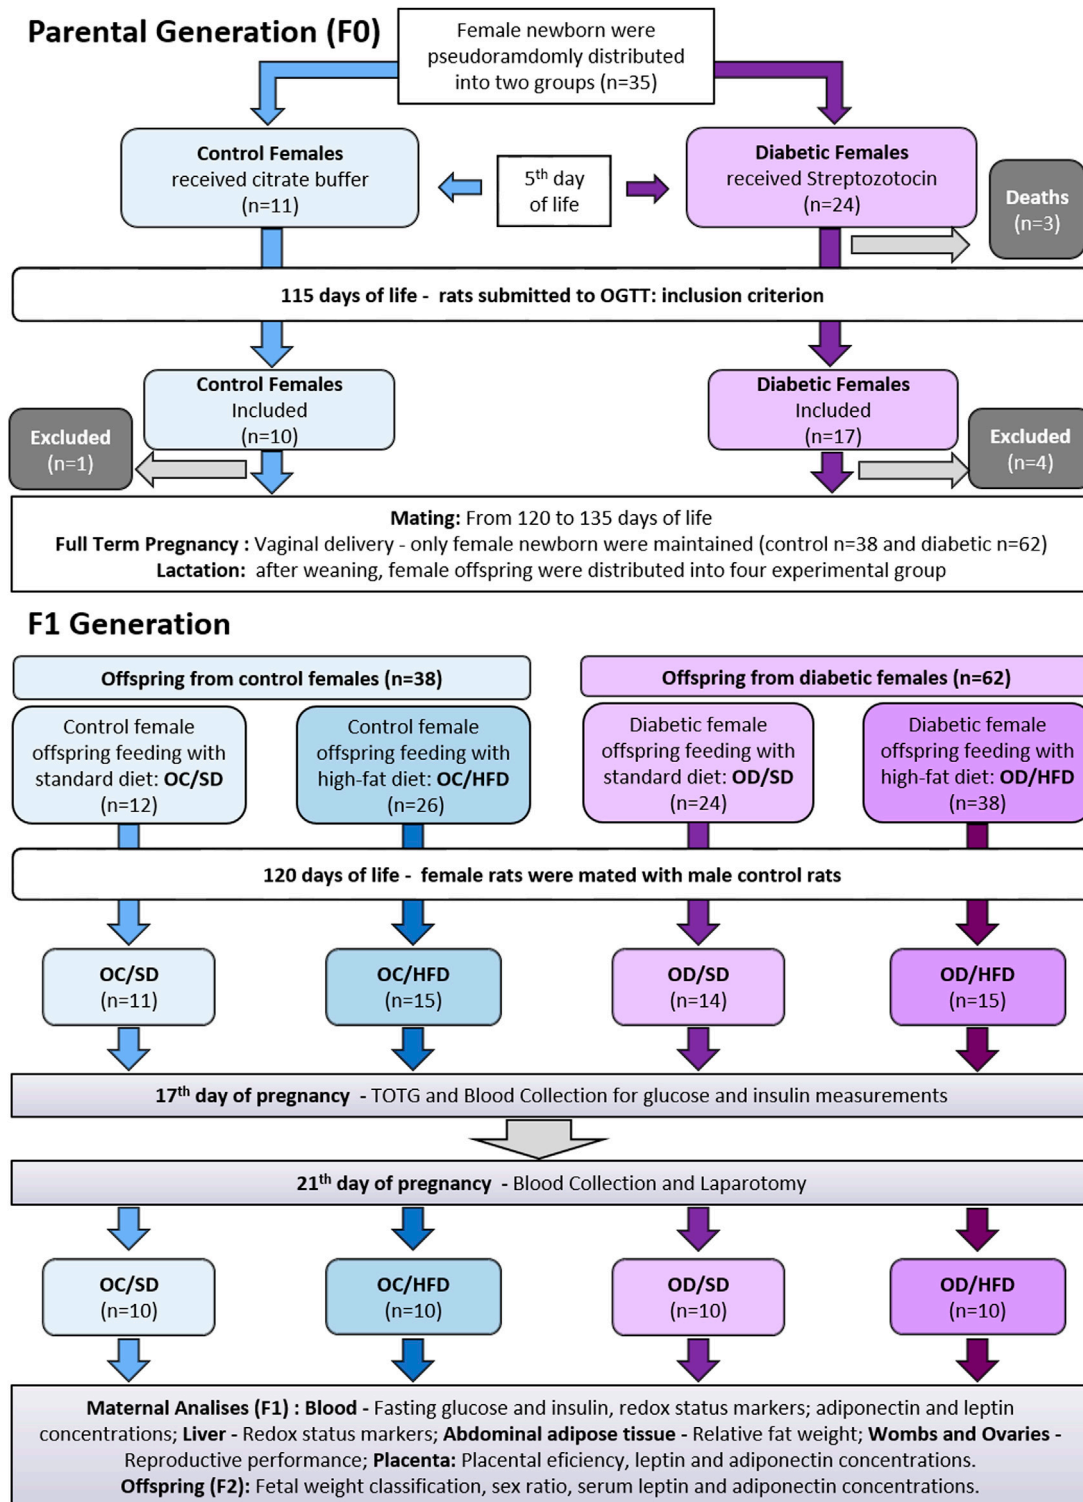 Parental Generation (F0)
Female newborn were
pseudoramdomly distributed
into two groups (n=35)
Control Females
received citrate buffer
(n=11)
5th day
of life
Diabetic Females
received Streptozotocin
(n=24)
Deaths
(n=3)
115 days of life - rats submitted to OGTT: inclusion criterion
Control Females
Included
(n=10)
Diabetic Females
Included
(n=17)
Excluded
(n=1)
Excluded
(n=4)
Mating: From 120 to 135 days of life
Full Term Pregnancy : Vaginal delivery - only female newborn were maintained (control n=38 and diabetic n=62)
Lactation: after weaning, female offspring were distributed into four experimental group
F1 Generation
Offspring from control females (n=38)
Offspring from diabetic females (n=62)
Control female
offspring feeding with
standard diet: OC/SD
(n=12)
Control female
offspring feeding with
high-fat diet: OC/HFD
(n=26)
Diabetic female
offspring feeding with
standard diet: OD/SD
(n=24)
Diabetic female
offspring feeding with
high-fat diet: OD/HFD
(n=38)
120 days of life - female rats were mated with male control rats
OC/SD
(n=11)
OC/HFD
(n=15)
OD/SD
(n=14)
OD/HFD
(n=15)
17th day of pregnancy - TOTG and Blood Collection for glucose and insulin measurements
21th day of pregnancy - Blood Collection and Laparotomy
OC/SD
(n=10)
OC/HFD
(n=10)
OD/SD
(n=10)
OD/HFD
(n=10)
Maternal Analises (F1) : Blood - Fasting glucose and insulin, redox status markers; adiponectin and leptin
concentrations; Liver - Redox status markers; Abdominal adipose tissue - Relative fat weight; Wombs and Ovaries -
Reproductive performance; Placenta: Placental eficiency, leptin and adiponectin concentrations.
Offspring (F2): Fetal weight classification, sex ratio, serum leptin and adiponectin concentrations.